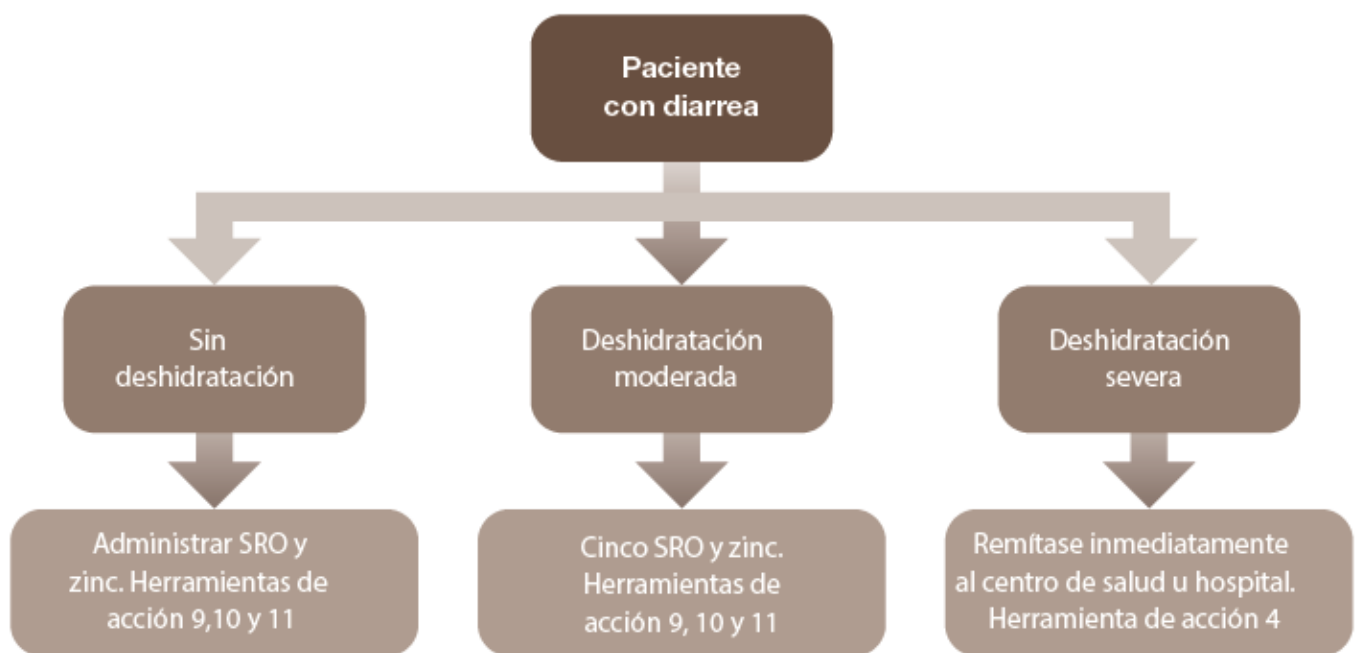 Paciente
con diarrea
Sin
deshidratación
Deshidratación
moderada
Deshidratación
severa
Administrar SRO y
zinc. Herramientas de
acción 9,10 y 11
Cinco SRO y zinc.
Herramientas de
acción 9, 10 y 11
Remítase inmediatamente
al centro de salud u hospital.
Herramienta de acción 4